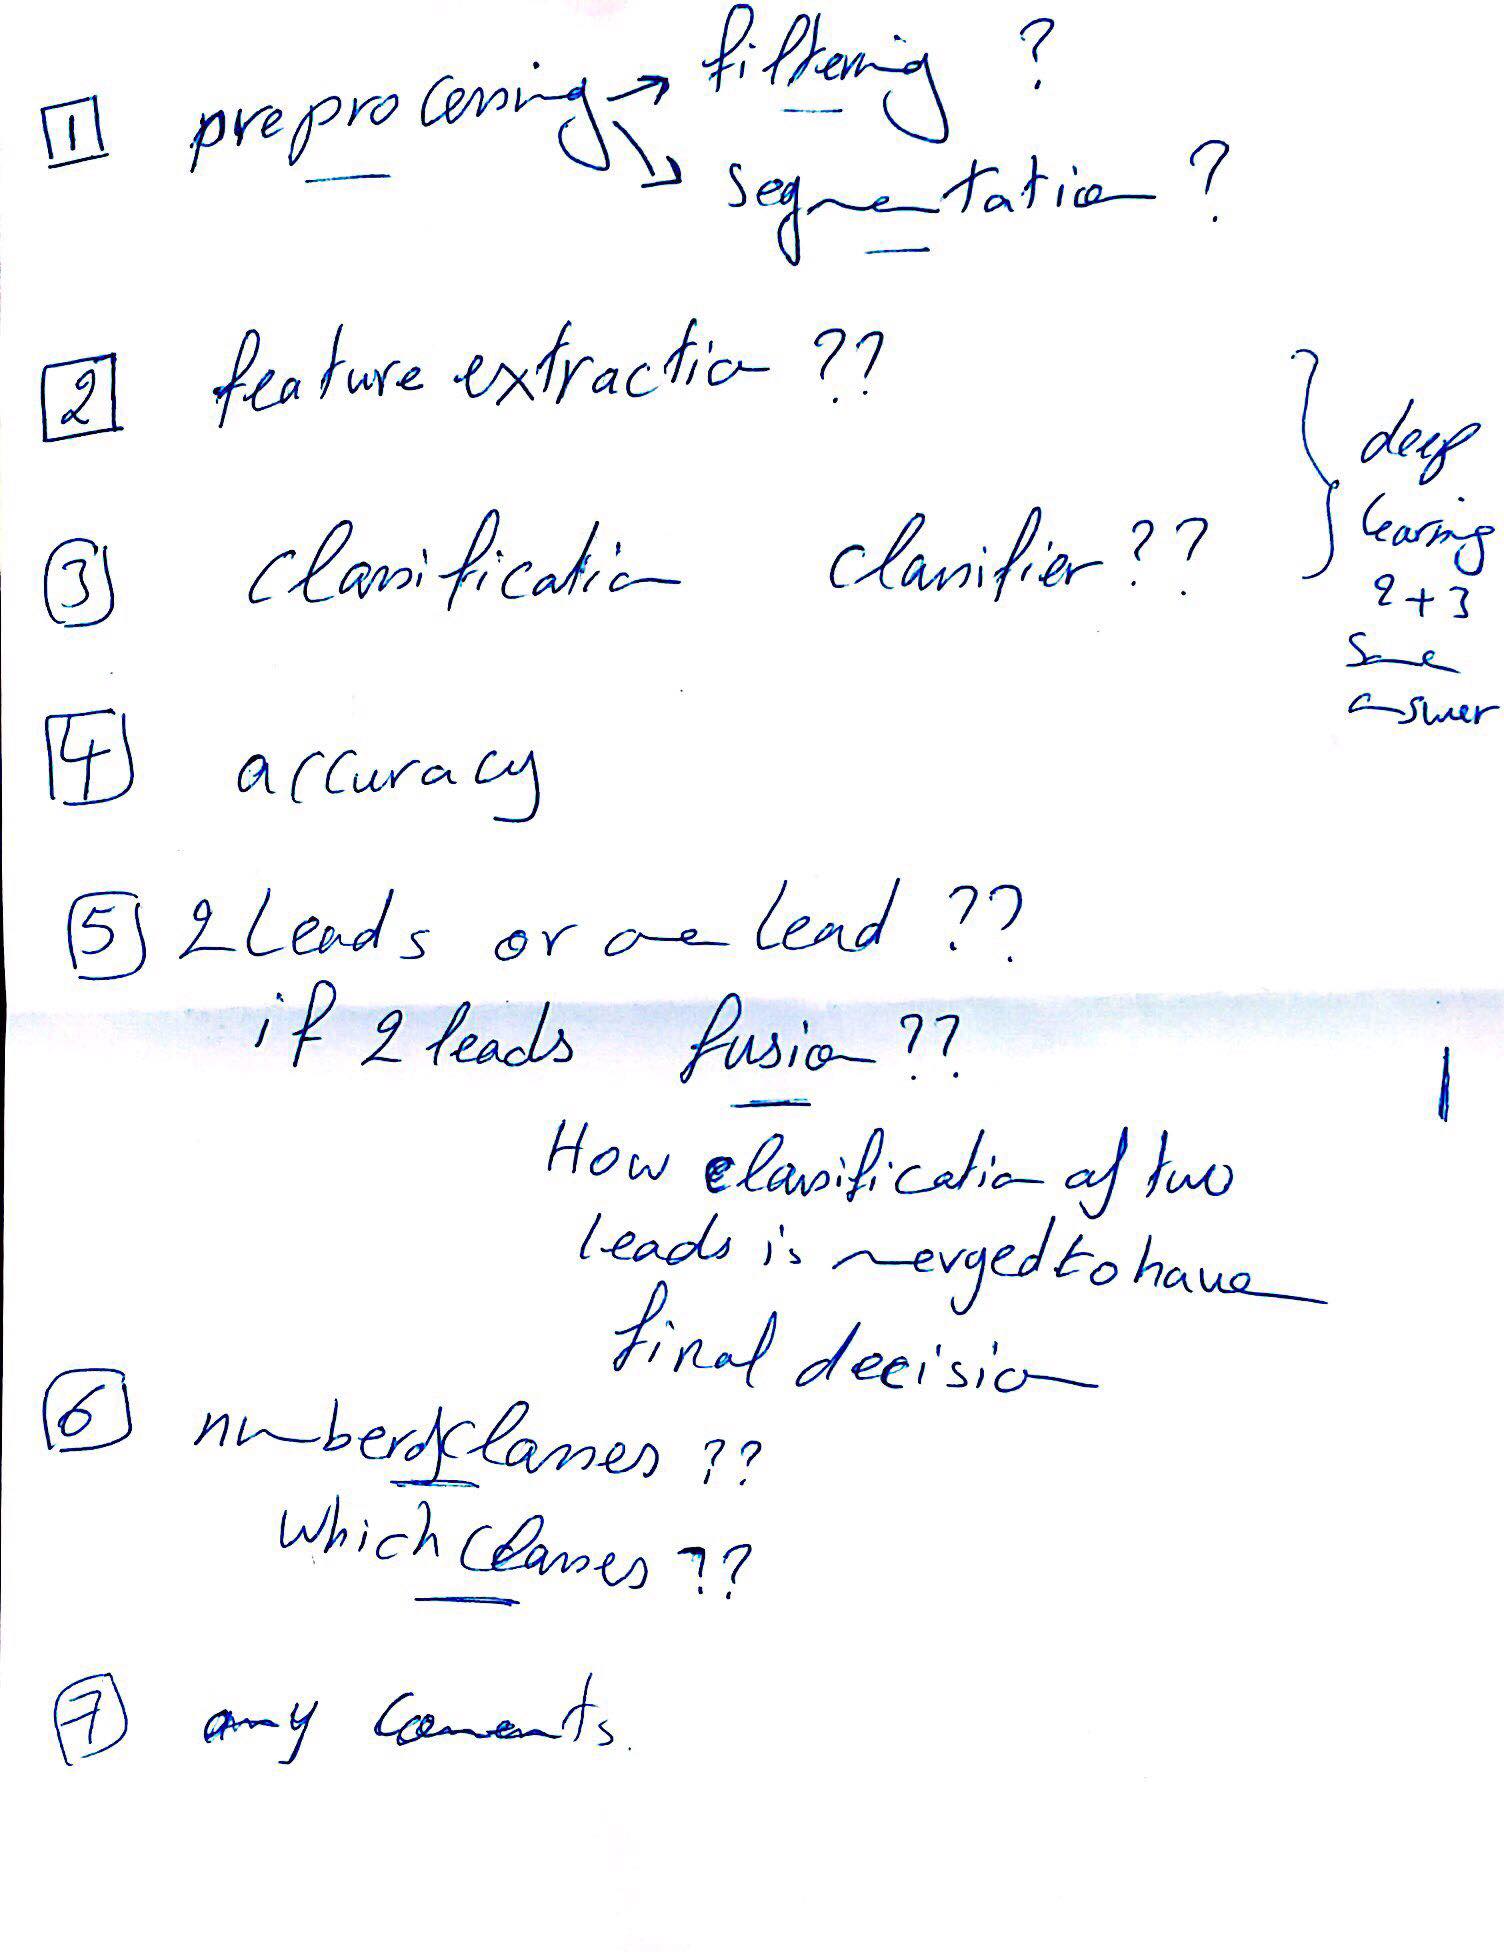 1 preprocessing → filtering ?
↘ segmentation ?
2 feature extraction ??
3 classification classifier ??
deep
learning
2 + 3
same
answer
4 accuracy
5 2 leads or one lead ??
if 2 leads fusion ??
How classification of two
leads is merged to have
final decision
6 number of classes ??
which classes ??
7 any coments.